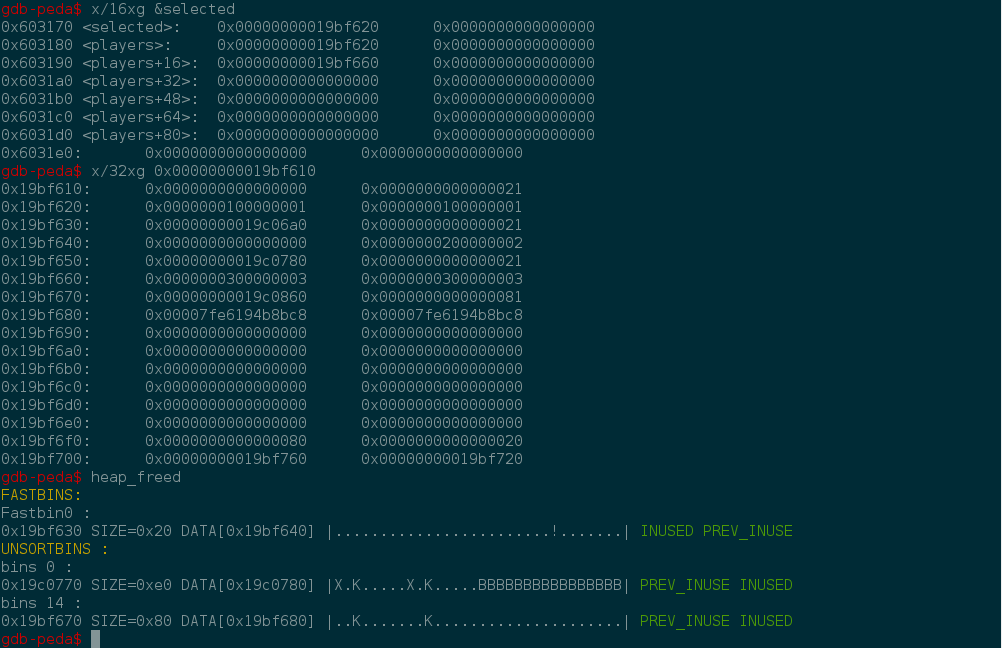 gdb-peda$ x/16xg &selected
0x603170 <selected>:    0x00000000019bf620      0x0000000000000000
0x603180 <players>:     0x00000000019bf620      0x0000000000000000
0x603190 <players+16>:  0x00000000019bf660      0x0000000000000000
0x6031a0 <players+32>:  0x0000000000000000      0x0000000000000000
0x6031b0 <players+48>:  0x0000000000000000      0x0000000000000000
0x6031c0 <players+64>:  0x0000000000000000      0x0000000000000000
0x6031d0 <players+80>:  0x0000000000000000      0x0000000000000000
0x6031e0:       0x0000000000000000      0x0000000000000000
gdb-peda$ x/32xg 0x00000000019bf610
0x19bf610:      0x0000000000000000      0x0000000000000021
0x19bf620:      0x0000000100000001      0x0000000100000001
0x19bf630:      0x00000000019c06a0      0x0000000000000021
0x19bf640:      0x0000000000000000      0x0000000200000002
0x19bf650:      0x00000000019c0780      0x0000000000000021
0x19bf660:      0x0000000300000003      0x0000000300000003
0x19bf670:      0x00000000019c0860      0x0000000000000081
0x19bf680:      0x00007fe6194b8bc8      0x00007fe6194b8bc8
0x19bf690:      0x0000000000000000      0x0000000000000000
0x19bf6a0:      0x0000000000000000      0x0000000000000000
0x19bf6b0:      0x0000000000000000      0x0000000000000000
0x19bf6c0:      0x0000000000000000      0x0000000000000000
0x19bf6d0:      0x0000000000000000      0x0000000000000000
0x19bf6e0:      0x0000000000000000      0x0000000000000000
0x19bf6f0:      0x0000000000000080      0x0000000000000020
0x19bf700:      0x00000000019bf760      0x00000000019bf720
gdb-peda$ heap_freed
FASTBINS:
Fastbin0 :
0x19bf630 SIZE=0x20 DATA[0x19bf640] |........................!.......| INUSED PREV_INUSE
UNSORTBINS :
bins 0 :
0x19c0770 SIZE=0xe0 DATA[0x19c0780] |X.K.....X.K.....BBBBBBBBBBBBBBBB| PREV_INUSE INUSED
bins 14 :
0x19bf670 SIZE=0x80 DATA[0x19bf680] |..K.......K.....................| PREV_INUSE INUSED
gdb-peda$